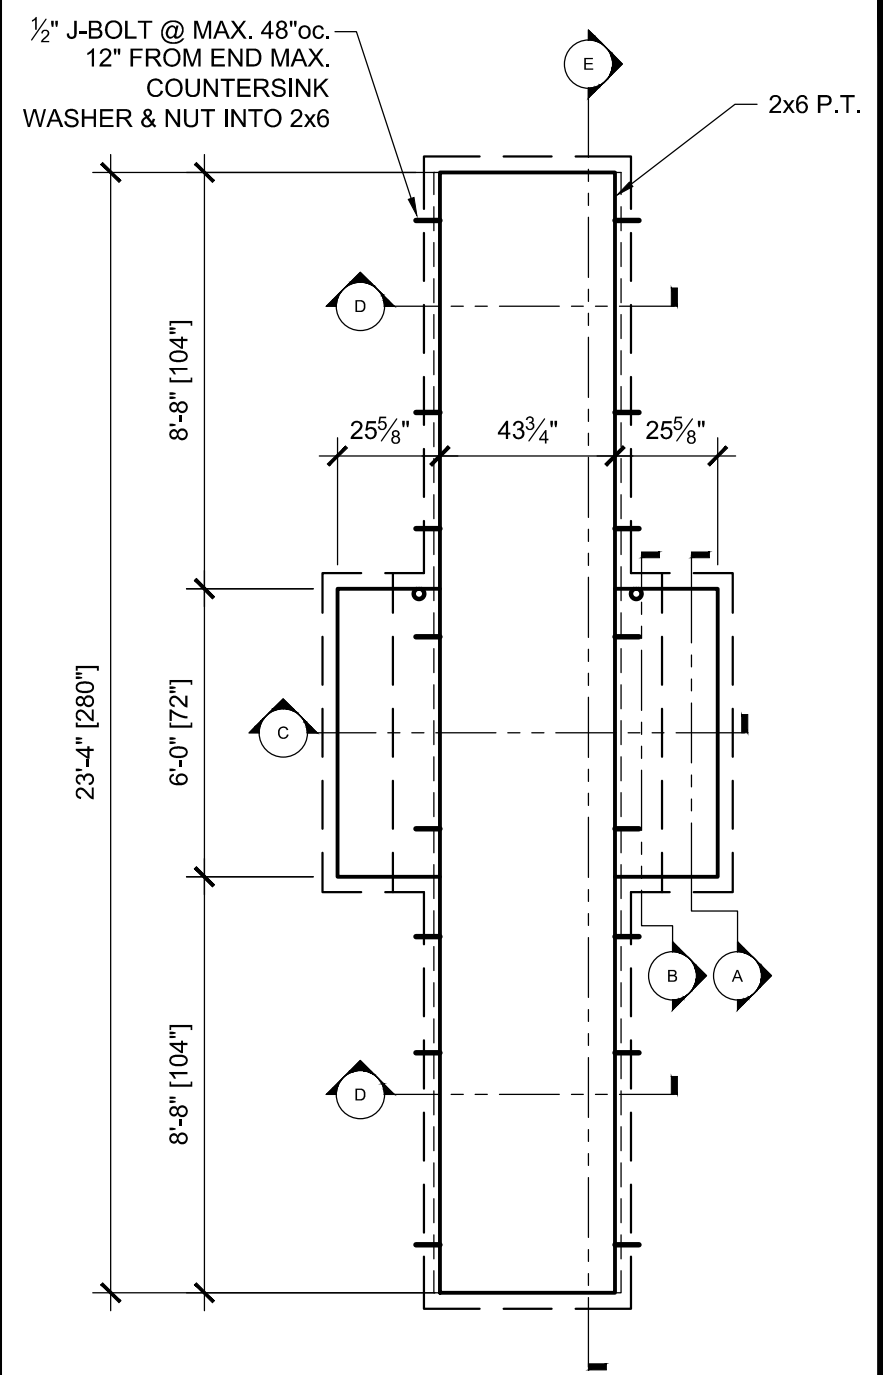 ½" J-BOLT @ MAX. 48"oc.
12" FROM END MAX.
COUNTERSINK
WASHER & NUT INTO 2x6
E
2x6 P.T.
D
8'-8" [104"]
25⅝"
43¾"
25⅝"
23'-4" [280"]
6'-0" [72"]
C
B
A
8'-8" [104"]
D